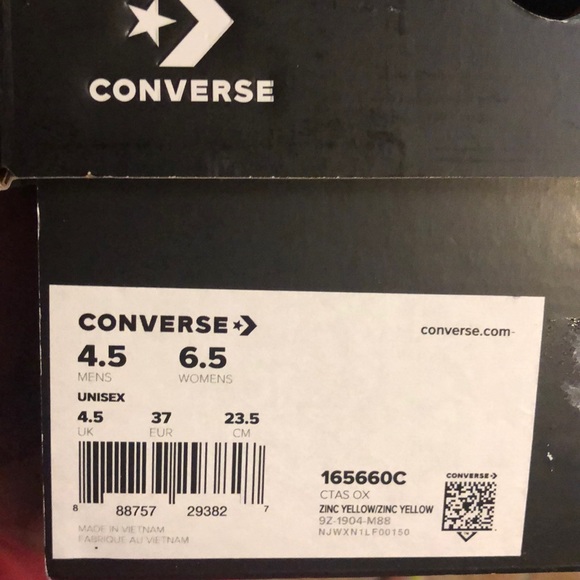 CONVERSE
CONVERSE
converse.com
4.5 6.5
MENS WOMENS
UNISEX
4.5 37 23.5
UK EUR CM
8 88757 29382 7
165660C
CTAS OX
ZINC YELLOW/ZINC YELLOW
9Z-1904-M88
NJWXN1LF00150
CONVERSE
MADE IN VIETNAM
FABRIQUE AU VIETNAM